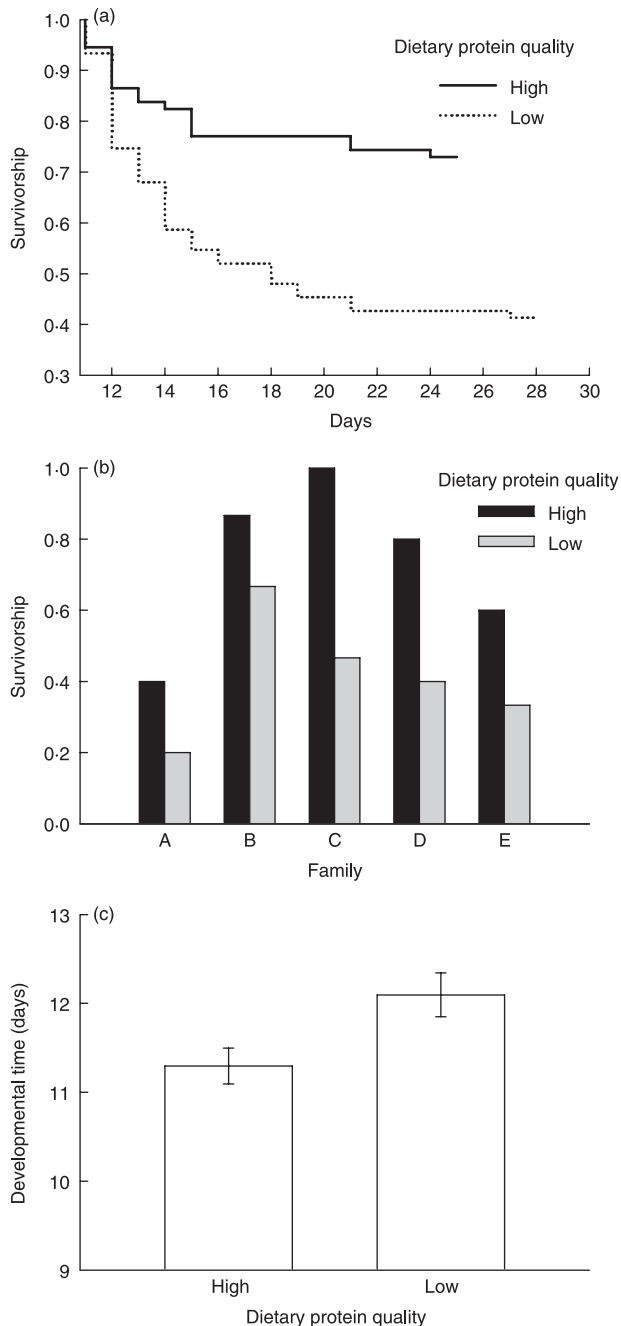 (a)
Dietary protein quality
High
Low
Survivorship
1·0
0·9
0·8
0·7
0·6
0·5
0·4
0·3
12 14 16 18 20 22 24 26 28 30
Days
(b)
Dietary protein quality
High
Low
Survivorship
1·0
0·8
0·6
0·4
0·2
0·0
A B C D E
Family
(c)
Developmental time (days)
13
12
11
10
9
High Low
Dietary protein quality